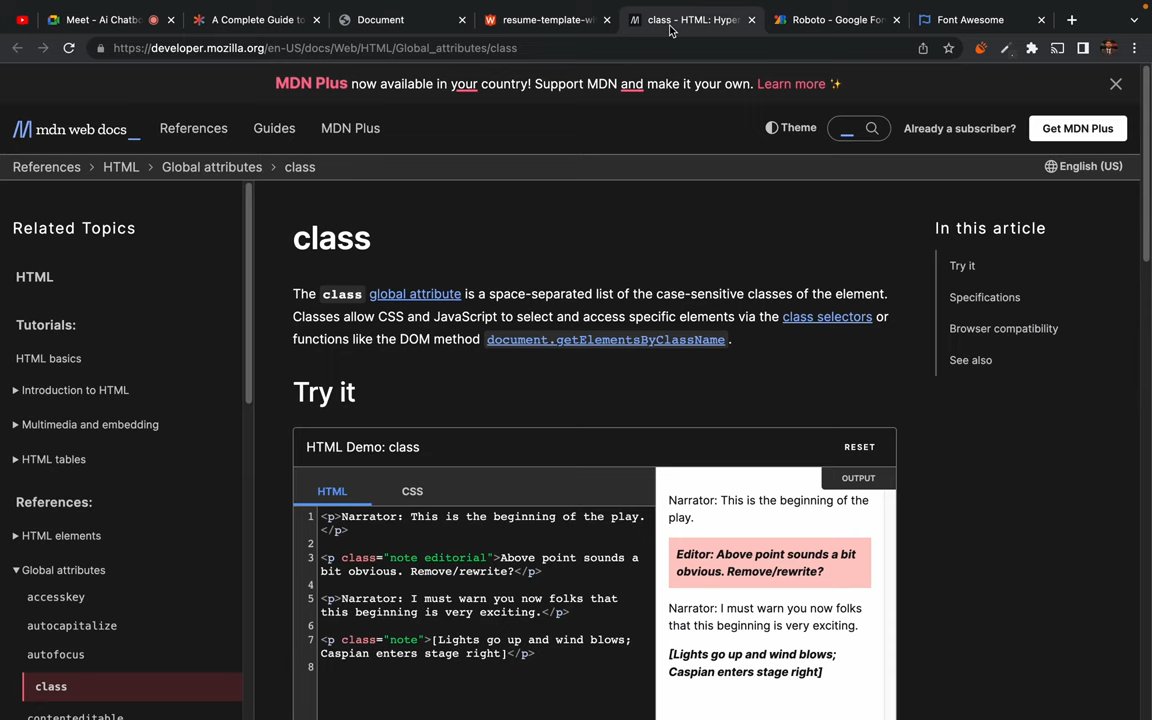 Meet - Ai Chatbo
A Complete Guide to
Document
resume-template-wi
class - HTML: Hyper
Roboto - Google Fon
Font Awesome
https://developer.mozilla.org/en-US/docs/Web/HTML/Global_attributes/class
MDN Plus now available in your country! Support MDN and make it your own. Learn more ✨
mdn web docs_
References
Guides
MDN Plus
Theme
Already a subscriber?
Get MDN Plus
References > HTML > Global attributes > class
English (US)
Related Topics
HTML
Tutorials:
HTML basics
Introduction to HTML
Multimedia and embedding
HTML tables
References:
HTML elements
Global attributes
accesskey
autocapitalize
autofocus
class
contenteditable
class
The class global attribute is a space-separated list of the case-sensitive classes of the element.
Classes allow CSS and JavaScript to select and access specific elements via the class selectors or
functions like the DOM method document.getElementsByClassName.
Try it
HTML Demo: class
RESET
HTML
CSS
1 <p>Narrator: This is the beginning of the play.
</p>
2
3 <p class="note editorial">Above point sounds a
bit obvious. Remove/rewrite?</p>
4
5 <p>Narrator: I must warn you now folks that
this beginning is very exciting.</p>
6
7 <p class="note">[Lights go up and wind blows;
Caspian enters stage right]</p>
8
OUTPUT
Narrator: This is the beginning of the
play.
Editor: Above point sounds a bit
obvious. Remove/rewrite?
Narrator: I must warn you now folks
that this beginning is very exciting.
[Lights go up and wind blows;
Caspian enters stage right]
In this article
Try it
Specifications
Browser compatibility
See also